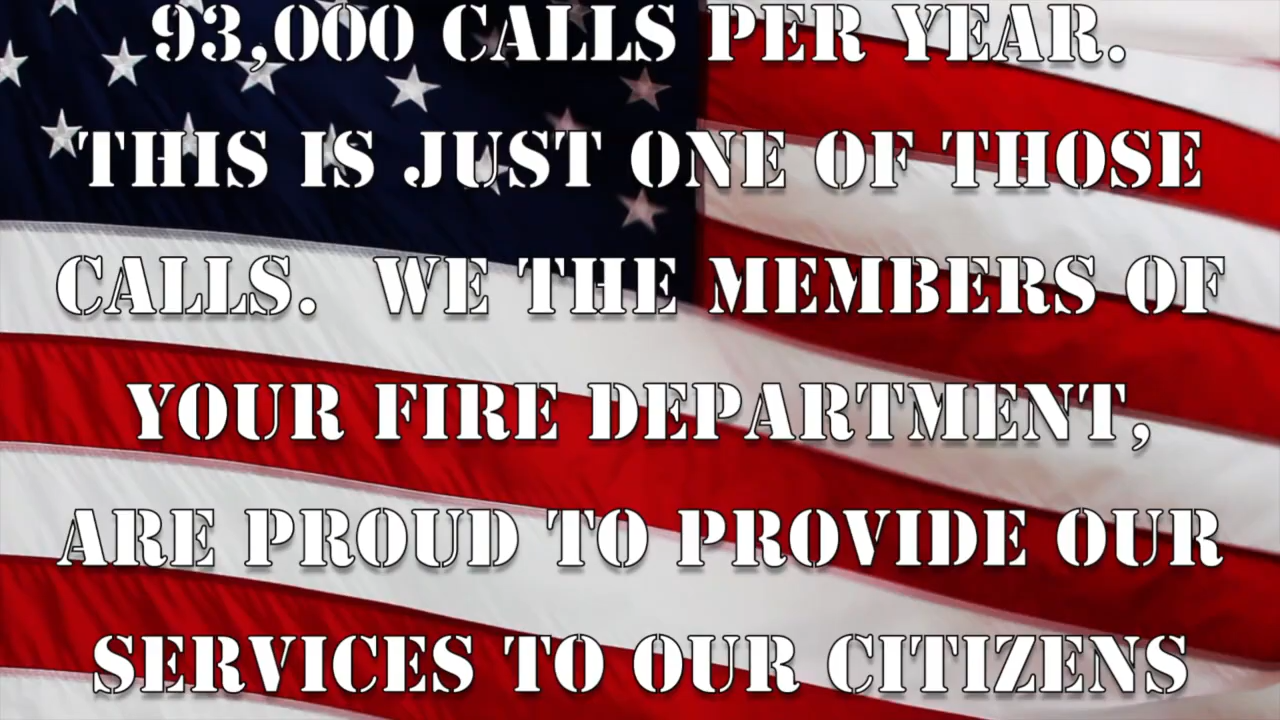 93,000 CALLS PER YEAR.
THIS IS JUST ONE OF THOSE
CALLS.  WE THE MEMBERS OF
YOUR FIRE DEPARTMENT,
ARE PROUD TO PROVIDE OUR
SERVICES TO OUR CITIZENS